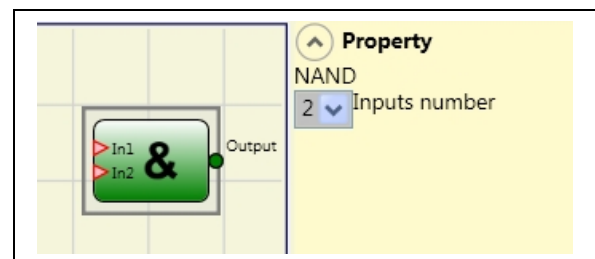 Property
NAND
2 Inputs number
In1
& Output
In2